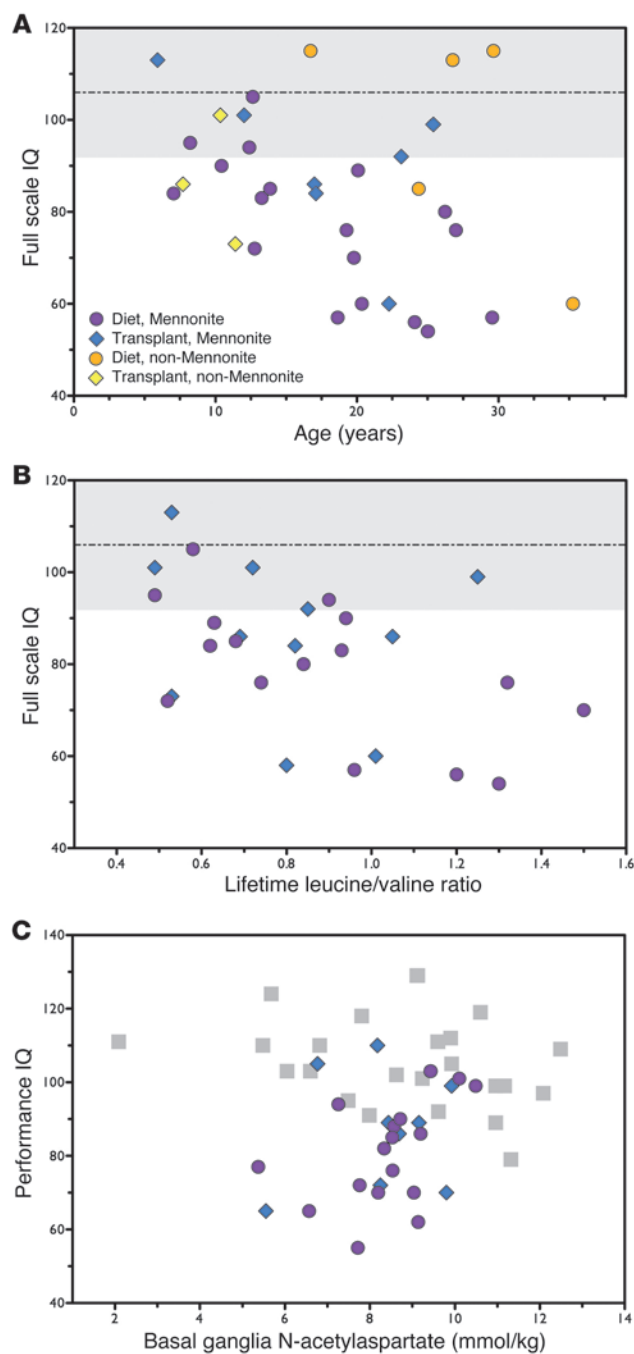 A
120
100
80
60
40
Full scale IQ
Diet, Mennonite
Transplant, Mennonite
Diet, non-Mennonite
Transplant, non-Mennonite
0 10 20 30
Age (years)
B
120
100
80
60
40
Full scale IQ
0.4 0.6 0.8 1.0 1.2 1.4 1.6
Lifetime leucine/valine ratio
C
140
120
100
80
60
40
Performance IQ
2 4 6 8 10 12 14
Basal ganglia N-acetylaspartate (mmol/kg)